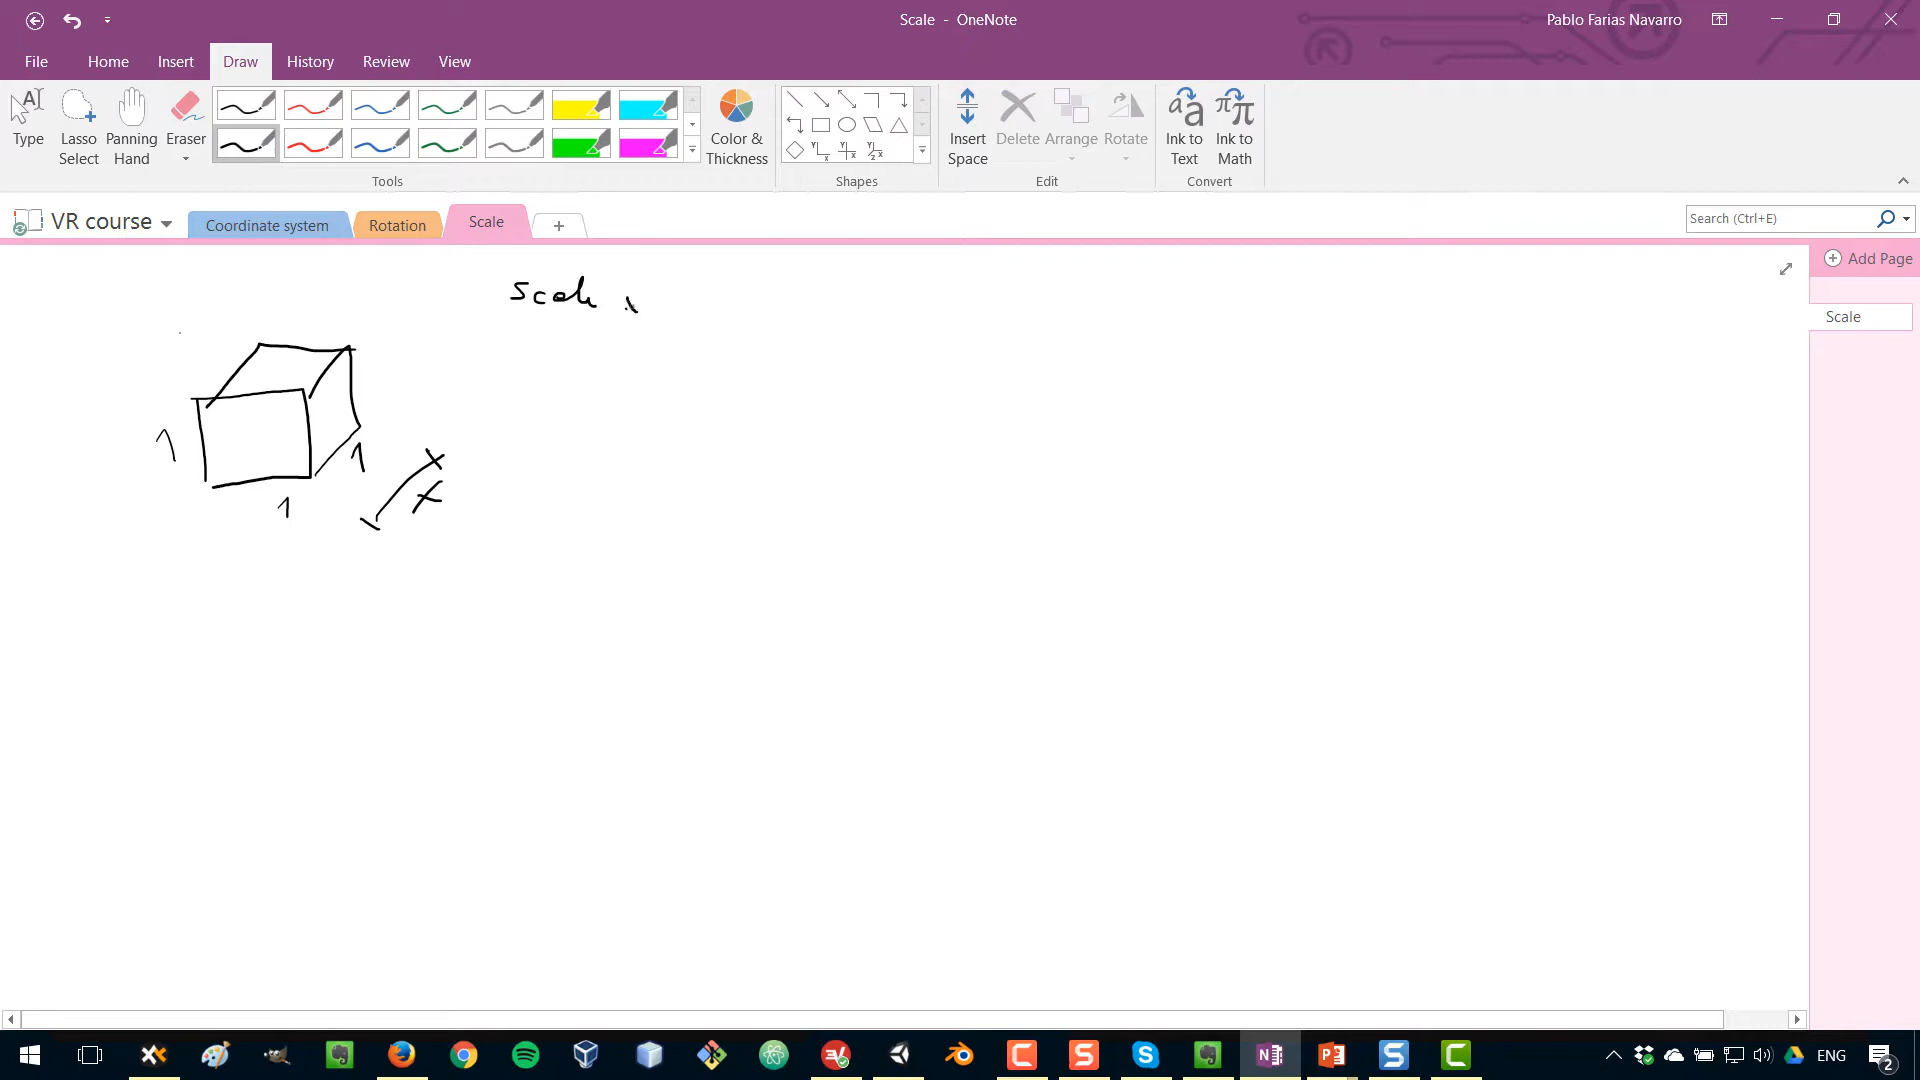 Scale - OneNote
Pablo Farias Navarro
File Home Insert Draw History Review View
Type
Lasso Select
Panning Hand
Eraser
Color & Thickness
Insert Space
Delete
Arrange
Rotate
Ink to Text
Ink to Math
Tools
Shapes
Edit
Convert
VR course
Coordinate system
Rotation
Scale
+
Search (Ctrl+E)
Add Page
Scale
Scale
1
1
1
ENG
2